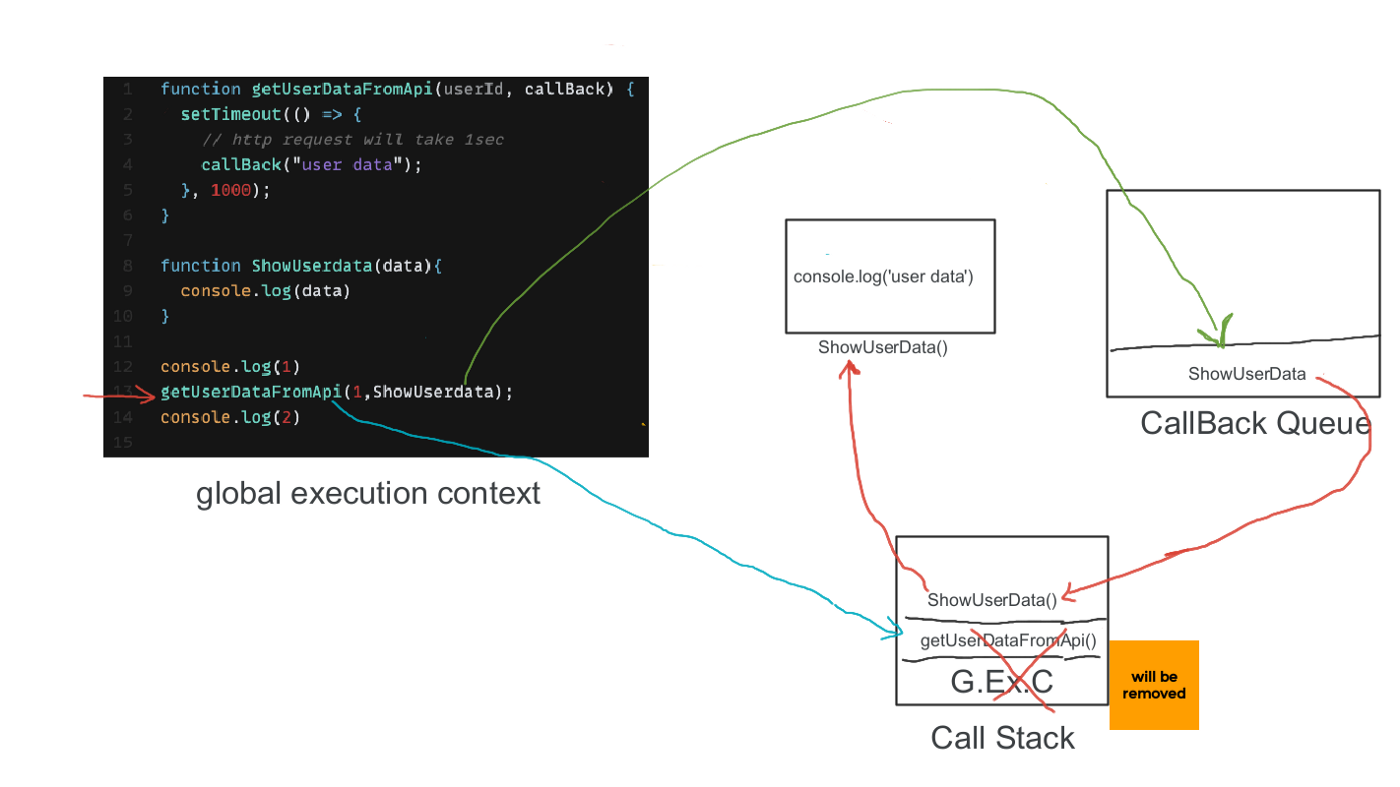 1 function getUserDataFromApi(userId, callBack) {
2 setTimeout(() => {
3 // http request will take 1sec
4 callBack("user data");
5 }, 1000);
6 }
7
8 function ShowUserdata(data){
9 console.log(data)
10 }
11
12 console.log(1)
13 getUserDataFromApi(1,ShowUserdata);
14 console.log(2)
15
global execution context
console.log('user data')
ShowUserData()
ShowUserData
CallBack Queue
ShowUserData()
getUserDataFromApi()
G.Ex.C
Call Stack
will be
removed